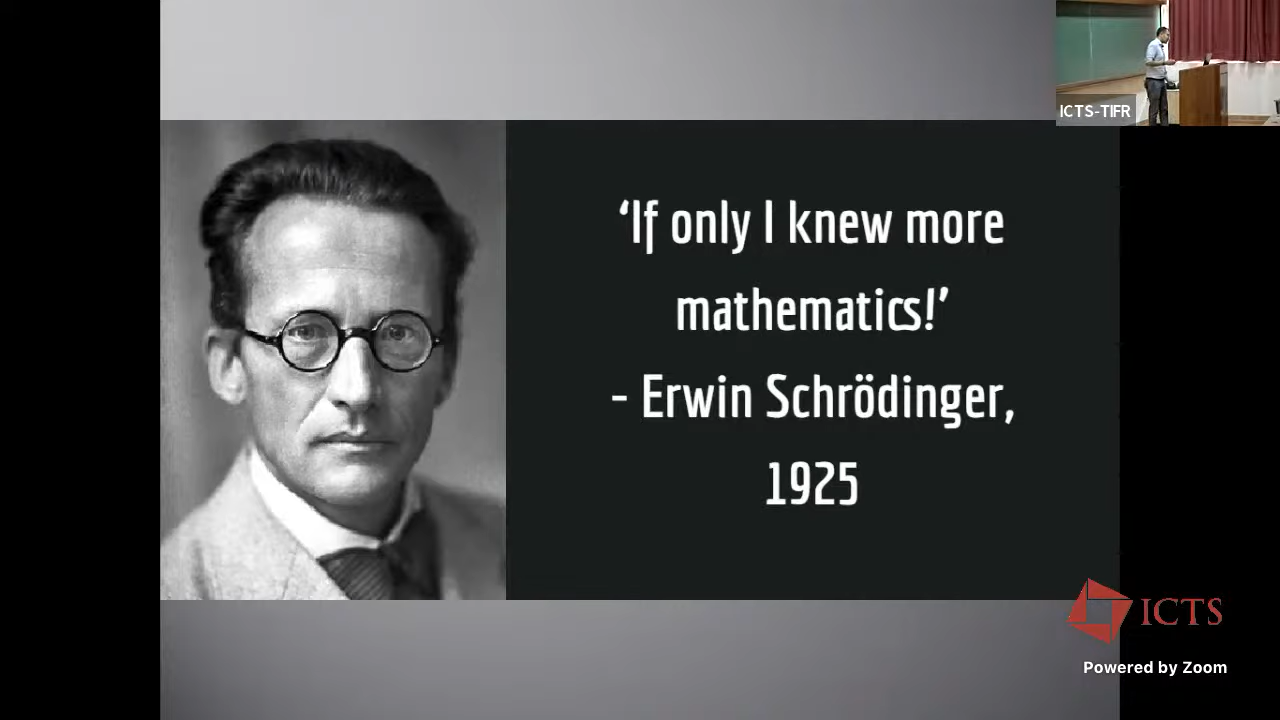 ICTS-TIFR
‘If only I knew more
mathematics!’
- Erwin Schrödinger,
1925
ICTS
Powered by Zoom